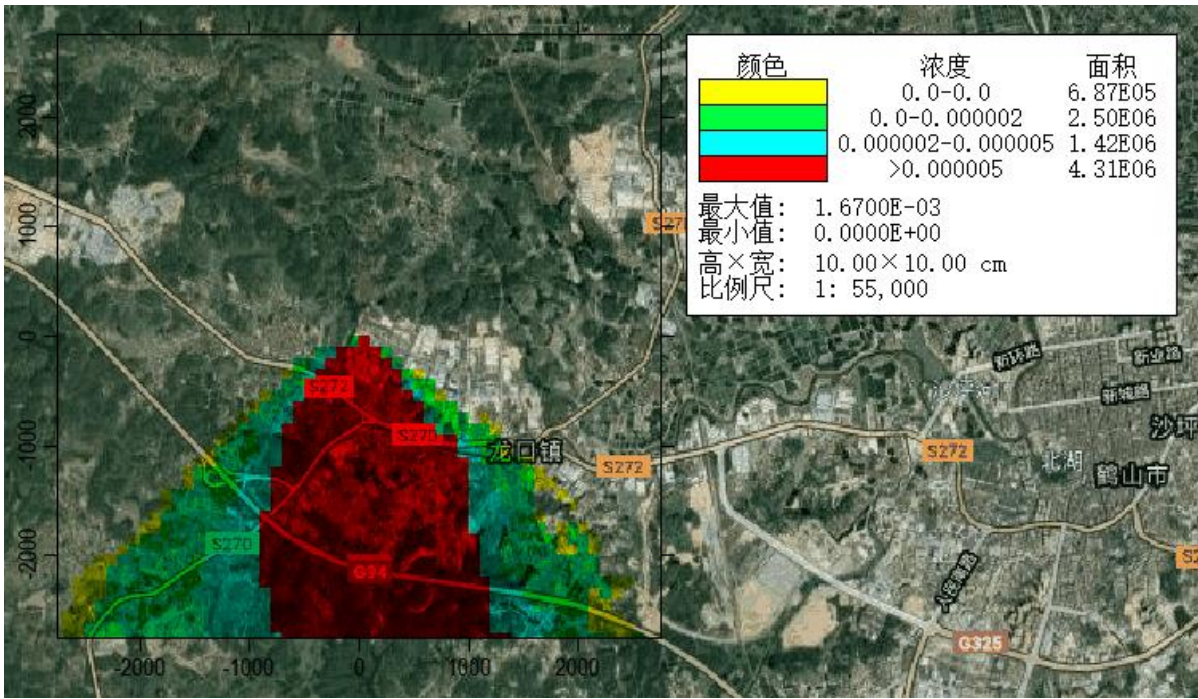 颜色 浓度 面积
0.0-0.0 6.87E05
0.0-0.000002 2.50E06
0.000002-0.000005 1.42E06
>0.000005 4.31E06
最大值: 1.6700E-03
最小值: 0.0000E+00
高×宽: 10.00×10.00 cm
比例尺: 1: 55,000
2000
1000
0
-1000
-2000
-2000 -1000 0 1000 2000
S272
S270
龙口镇
S272
S270
G94
S272
新环路
新业路
新城路
沙坪
北湖
鹤山市
G325